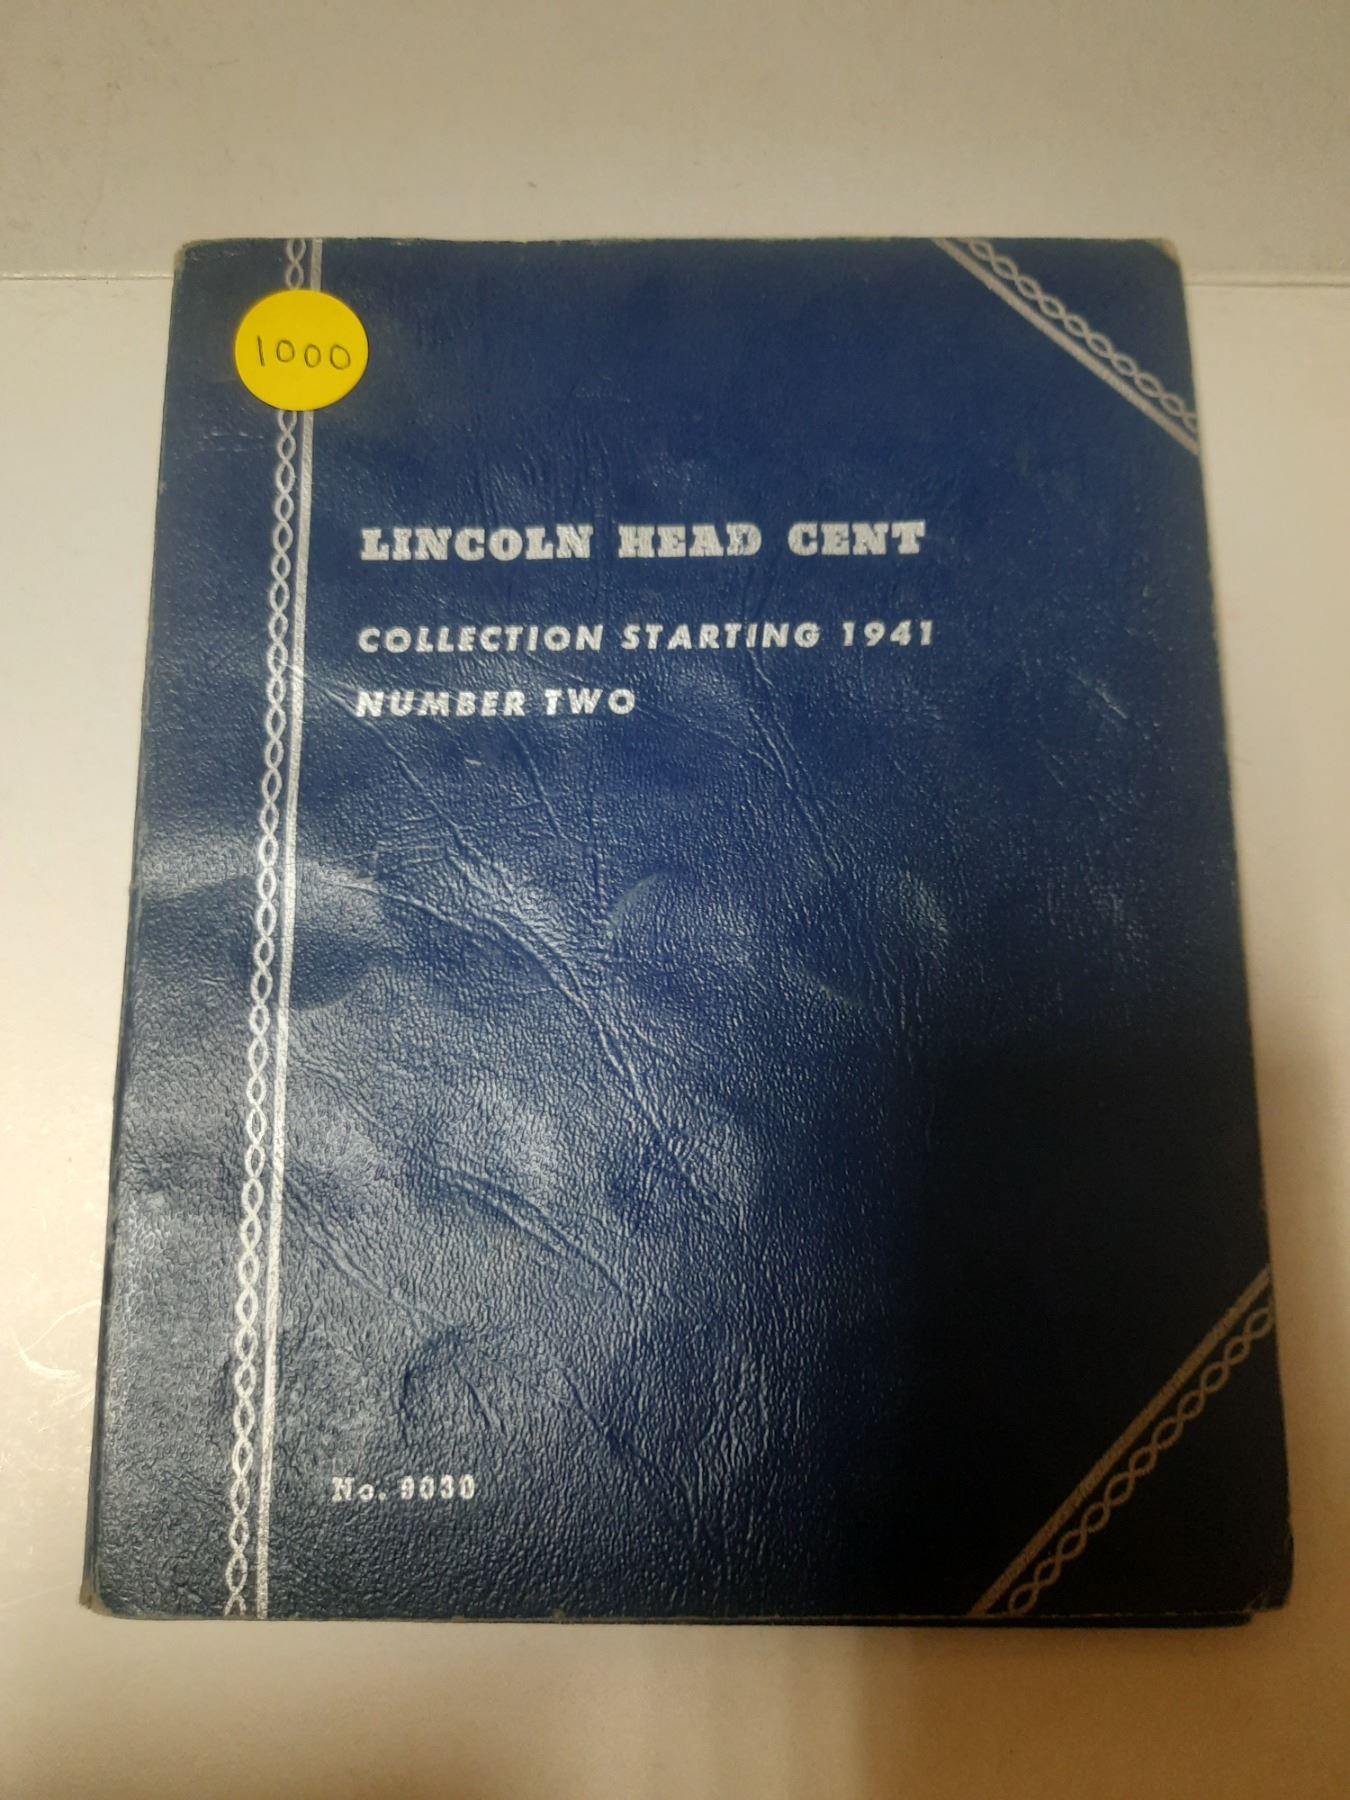 1000
LINCOLN HEAD CENT
COLLECTION STARTING 1941
NUMBER TWO
No. 9030